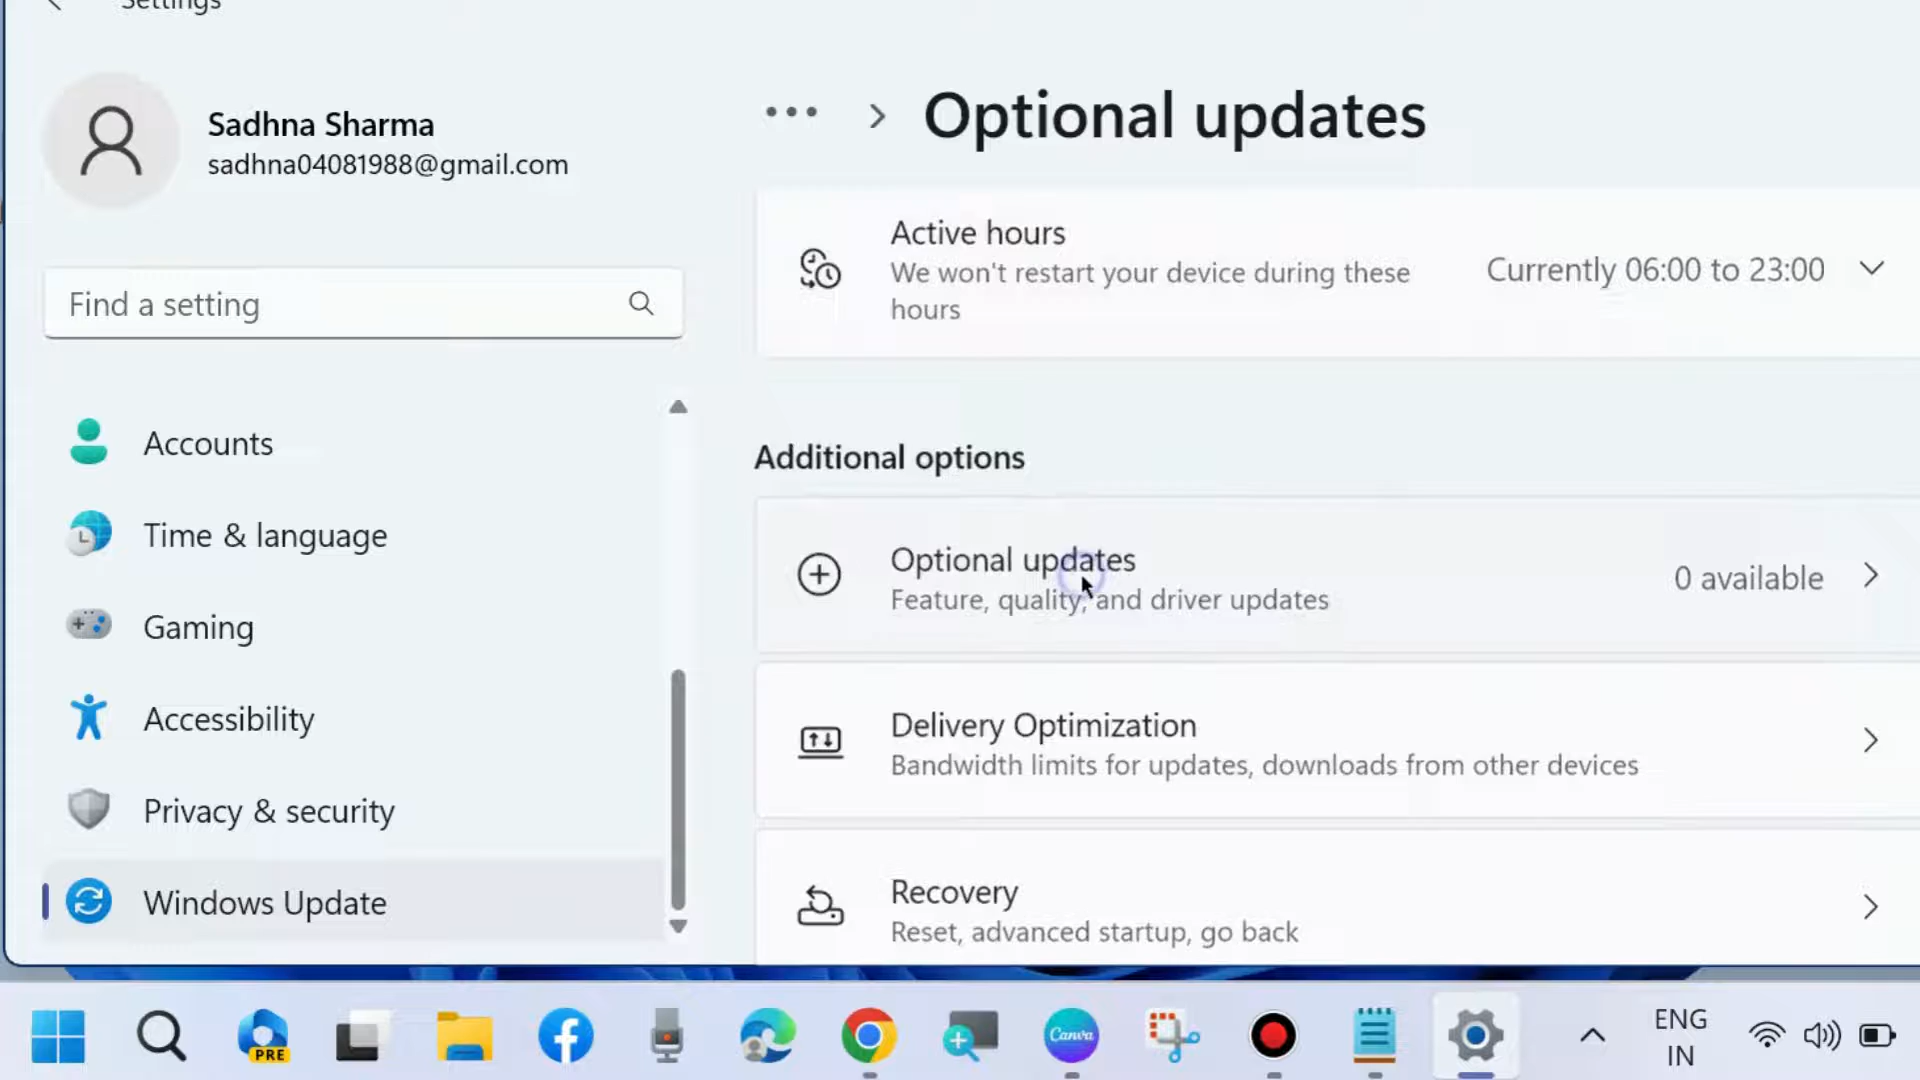 Settings
Sadhna Sharma
sadhna04081988@gmail.com
Find a setting
Accounts
Time & language
Gaming
Accessibility
Privacy & security
Windows Update
Optional updates
Active hours
We won't restart your device during these
hours
Currently 06:00 to 23:00
Additional options
Optional updates
Feature, quality, and driver updates
0 available
Delivery Optimization
Bandwidth limits for updates, downloads from other devices
Recovery
Reset, advanced startup, go back
PRE
Canva
ENG
IN